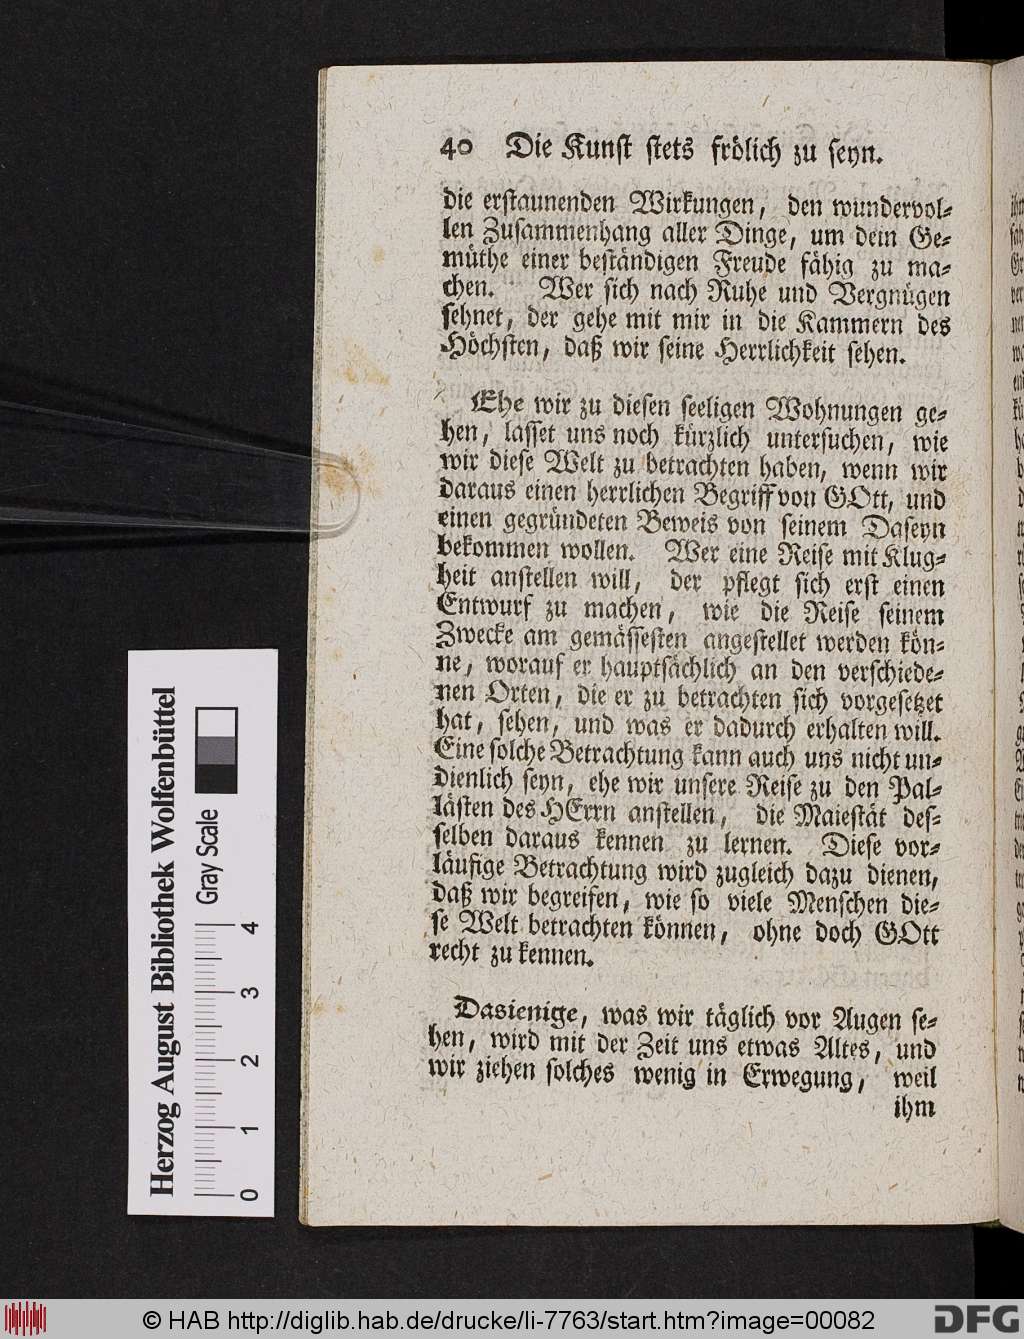 40 Die Kunst stets frölich zu seyn.
die erstaunenden Wirkungen, den wundervol-
len Zusammenhang aller Dinge, um dem Ge-
müthe einer beständigen Freude fähig zu ma-
chen. Wer sich nach Ruhe und Vergnügen
sehnet, der gehe mit mir in die Kammern des
Höchsten, daß wir seine Herrlichkeit sehen.
Ehe wir zu diesen seeligen Wohnungen ge-
hen, lasset uns noch kürzlich untersuchen, wie
wir diese Welt zu betrachten haben, wenn wir
daraus einen herrlichen Begriff von GOtt, und
einen gegründeten Beweis von seinem Daseyn
bekommen wollen. Wer eine Reise mit Klug-
heit anstellen will, der pflegt sich erst einen
Entwurf zu machen, wie die Reise seinem
Zwecke am gemässesten angestellet werden kön-
ne, worauf er hauptsächlich an den verschiede-
nen Orten, die er zu betrachten sich vorgesetzet
hat, sehen, und was er dadurch erhalten will.
Eine solche Betrachtung kann auch uns nicht un-
dienlich seyn, ehe wir unsere Reise zu den Pal-
lästen des HErrn anstellen, die Maiestät des-
selben daraus kennen zu lernen. Diese vor-
läufige Betrachtung wird zugleich dazu dienen,
daß wir begreifen, wie so viele Menschen die-
se Welt betrachten können, ohne doch GOtt
recht zu kennen.
Dasienige, was wir täglich vor Augen se-
hen, wird mit der Zeit uns etwas Altes, und
wir ziehen solches wenig in Erwegung, weil
ihm
Herzog August Bibliothek Wolfenbüttel
Gray Scale
0 1 2 3 4
© HAB http://diglib.hab.de/drucke/li-7763/start.htm?image=00082
DFG